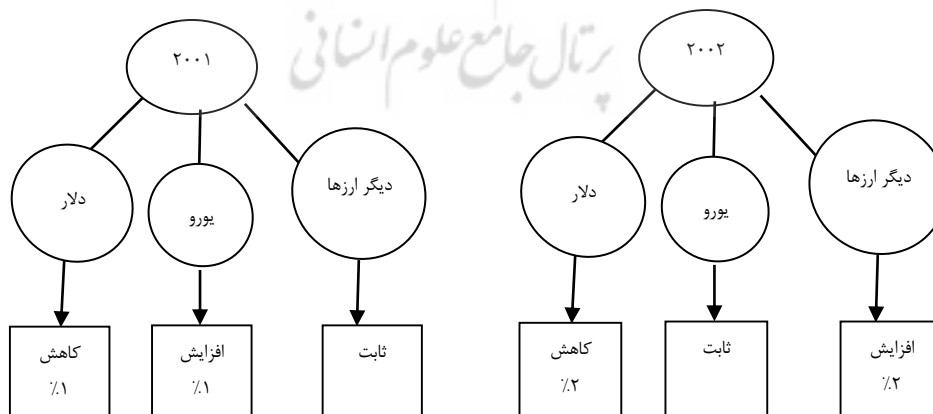 پرتال جامع علوم انسانی
۲۰۰۱
دلار
یورو
دیگر ارزها
کاهش
٪۱
افزایش
٪۱
ثابت
۲۰۰۲
دلار
یورو
دیگر ارزها
کاهش
٪۲
ثابت
افزایش
٪۲